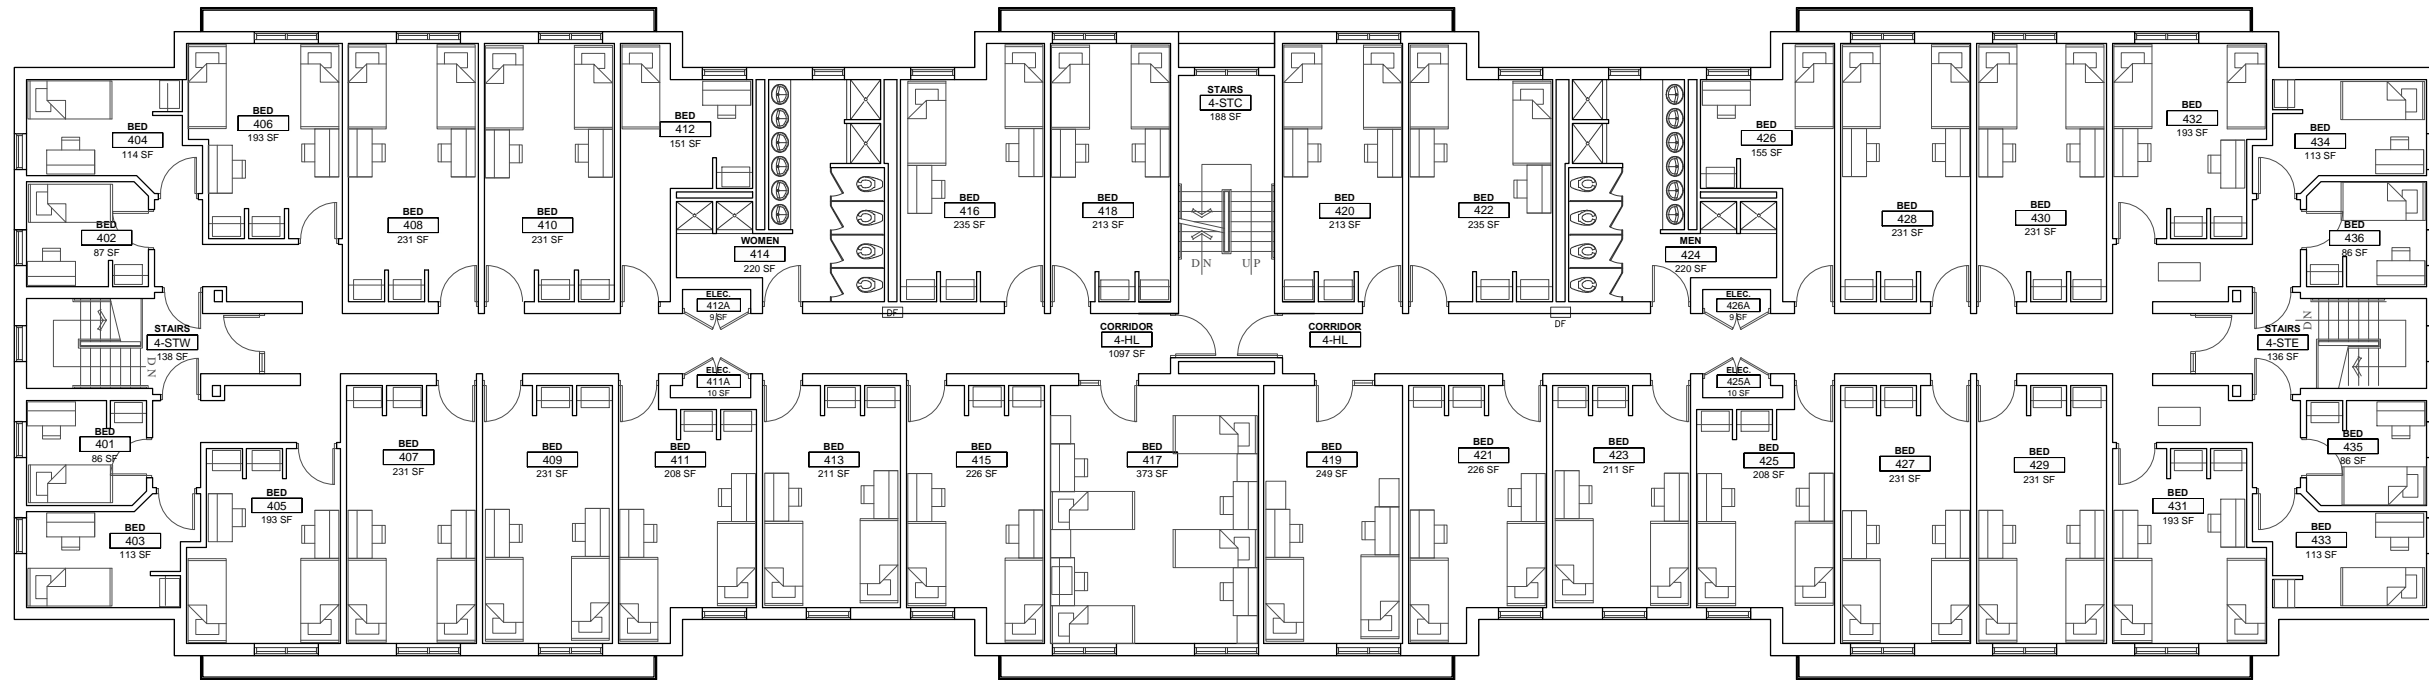 BED
404
114 SF
BED
406
193 SF
BED
408
231 SF
BED
410
231 SF
BED
412
151 SF
WOMEN
414
220 SF
BED
416
235 SF
BED
418
213 SF
STAIRS
4-STC
188 SF
DN
UP
BED
420
213 SF
BED
422
235 SF
MEN
424
220 SF
BED
426
155 SF
BED
428
231 SF
BED
430
231 SF
BED
432
193 SF
BED
434
113 SF
BED
402
87 SF
BED
436
86 SF
ELEC.
412A
9 SF
DF
ELEC.
426A
9 SF
DF
STAIRS
4-STW
138 SF
DN
CORRIDOR
4-HL
1097 SF
CORRIDOR
4-HL
STAIRS
4-STE
136 SF
DN
ELEC.
411A
10 SF
ELEC.
425A
10 SF
BED
401
86 SF
BED
403
113 SF
BED
405
193 SF
BED
407
231 SF
BED
409
231 SF
BED
411
208 SF
BED
413
211 SF
BED
415
226 SF
BED
417
373 SF
BED
419
249 SF
BED
421
226 SF
BED
423
211 SF
BED
425
208 SF
BED
427
231 SF
BED
429
231 SF
BED
431
193 SF
BED
435
86 SF
BED
433
113 SF